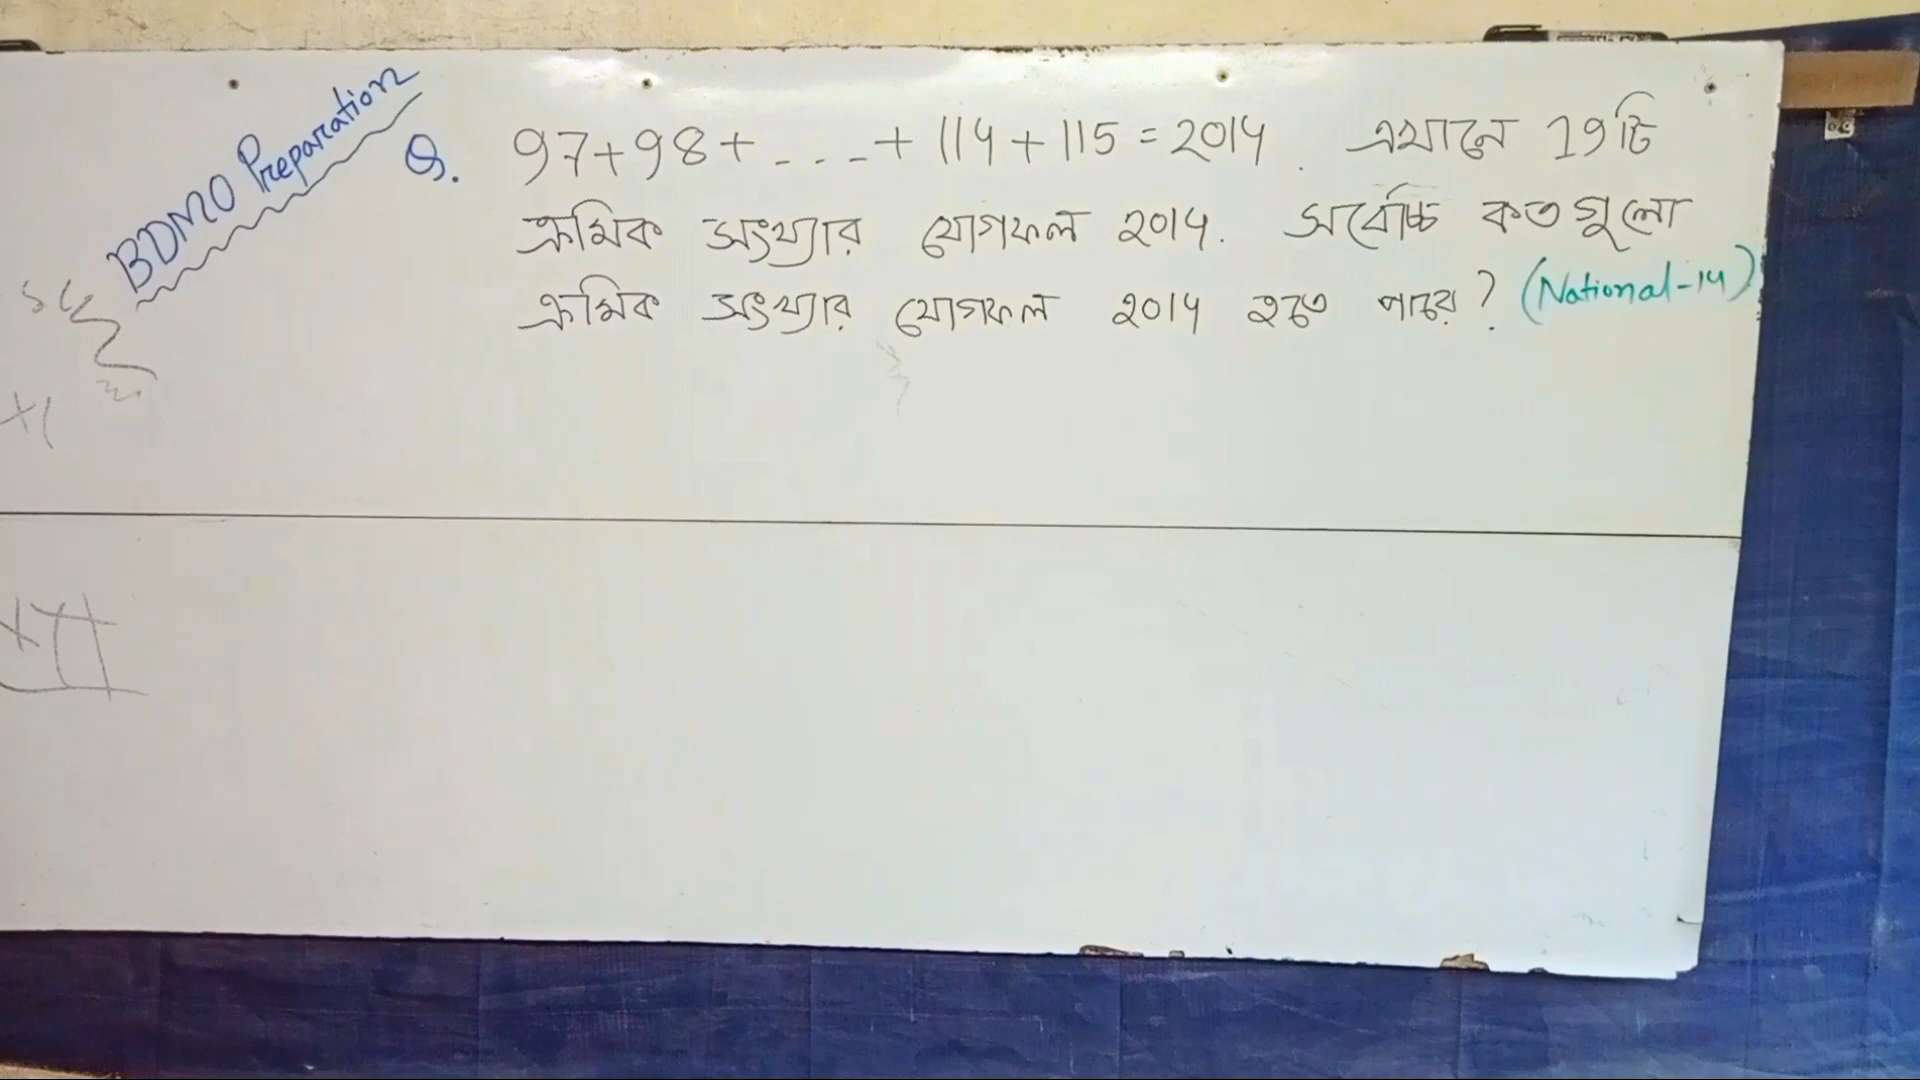 BDMO Preparation
Q. 97+98+ - - - + 114 + 115 = 2014. এখানে 19টি
ক্রমিক সংখ্যার যোগফল 2014. সর্বোচ্চ কতগুলো
ক্রমিক সংখ্যার যোগফল 2014 হতে পারে? (National-14)